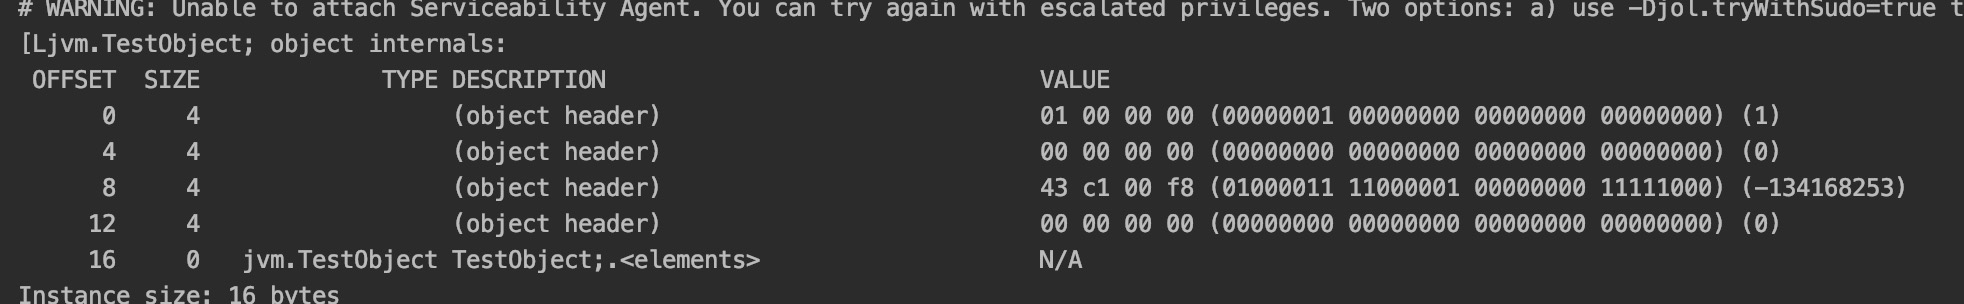 # WARNING: Unable to attach Serviceability Agent. You can try again with escalated privileges. Two options: a) use -Djol.tryWithSudo=true t
[Ljvm.TestObject; object internals:
OFFSET  SIZE             TYPE DESCRIPTION                               VALUE
0     4                  (object header)                           01 00 00 00 (00000001 00000000 00000000 00000000) (1)
4     4                  (object header)                           00 00 00 00 (00000000 00000000 00000000 00000000) (0)
8     4                  (object header)                           43 c1 00 f8 (01000011 11000001 00000000 11111000) (-134168253)
12     4                  (object header)                           00 00 00 00 (00000000 00000000 00000000 00000000) (0)
16     0   jvm.TestObject TestObject;.<elements>                    N/A
Instance size: 16 bytes